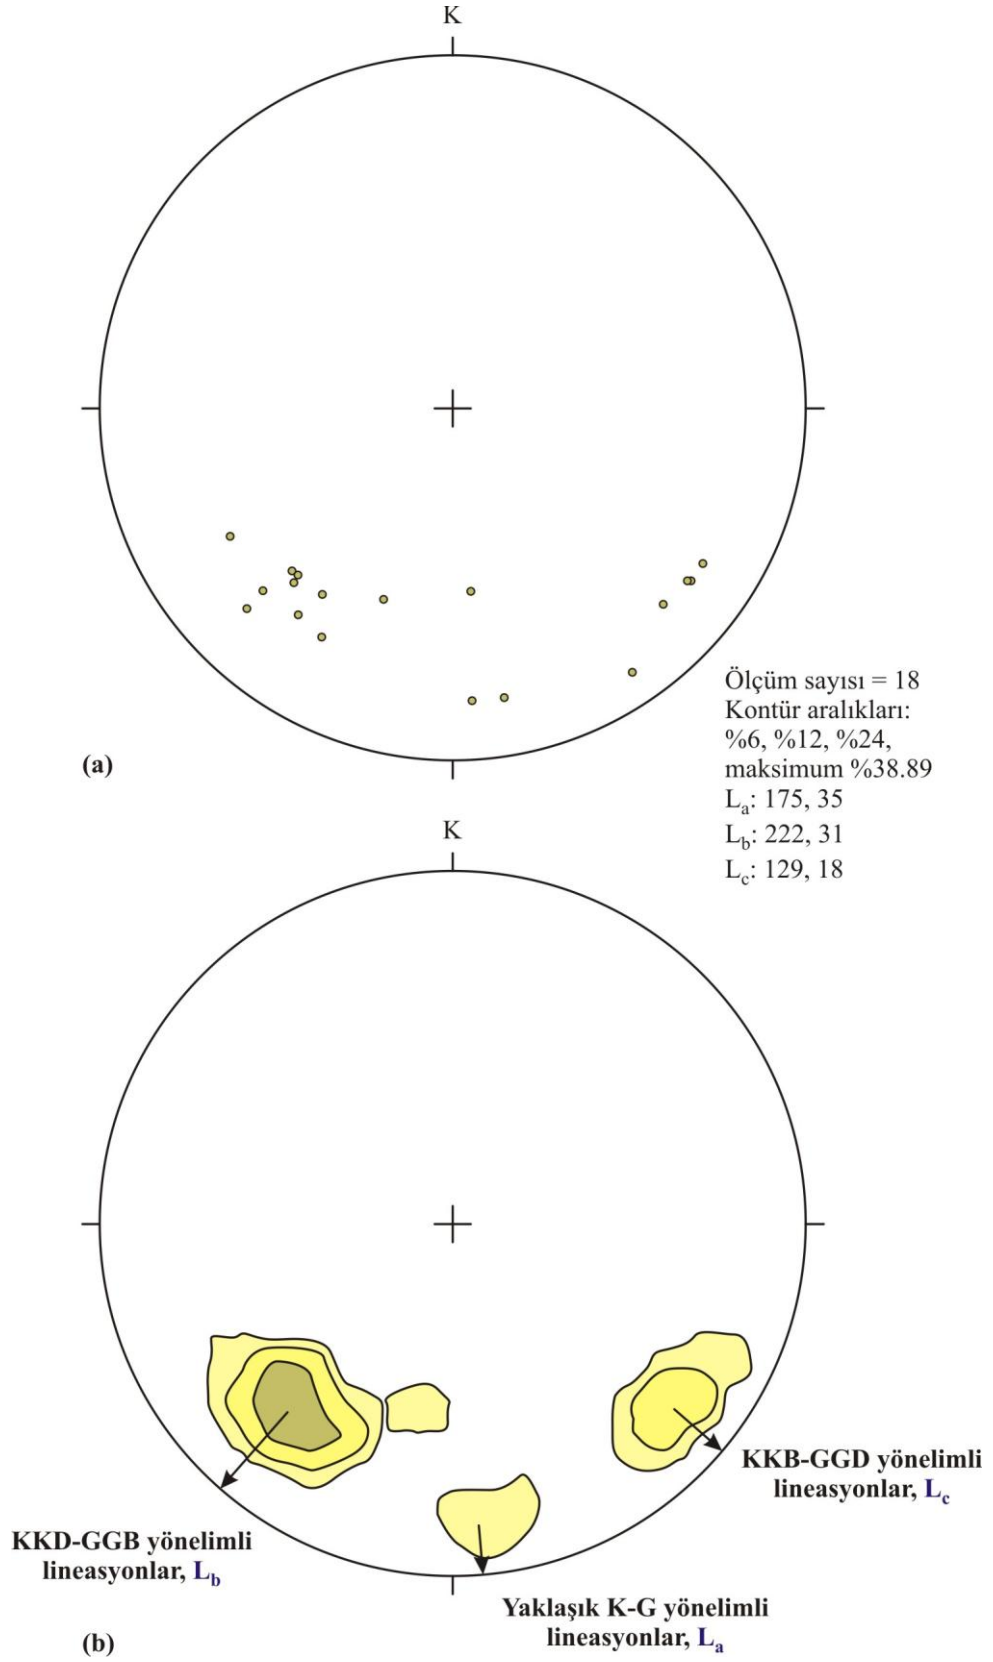 K
(a)
Ölçüm sayısı = 18
Kontür aralıkları:
%6, %12, %24,
maksimum %38.89
La: 175, 35
Lb: 222, 31
Lc: 129, 18
K
KKB-GGD yönelimli
lineasyonlar, Lc
KKD-GGB yönelimli
lineasyonlar, Lb
Yaklaşık K-G yönelimli
lineasyonlar, La
(b)